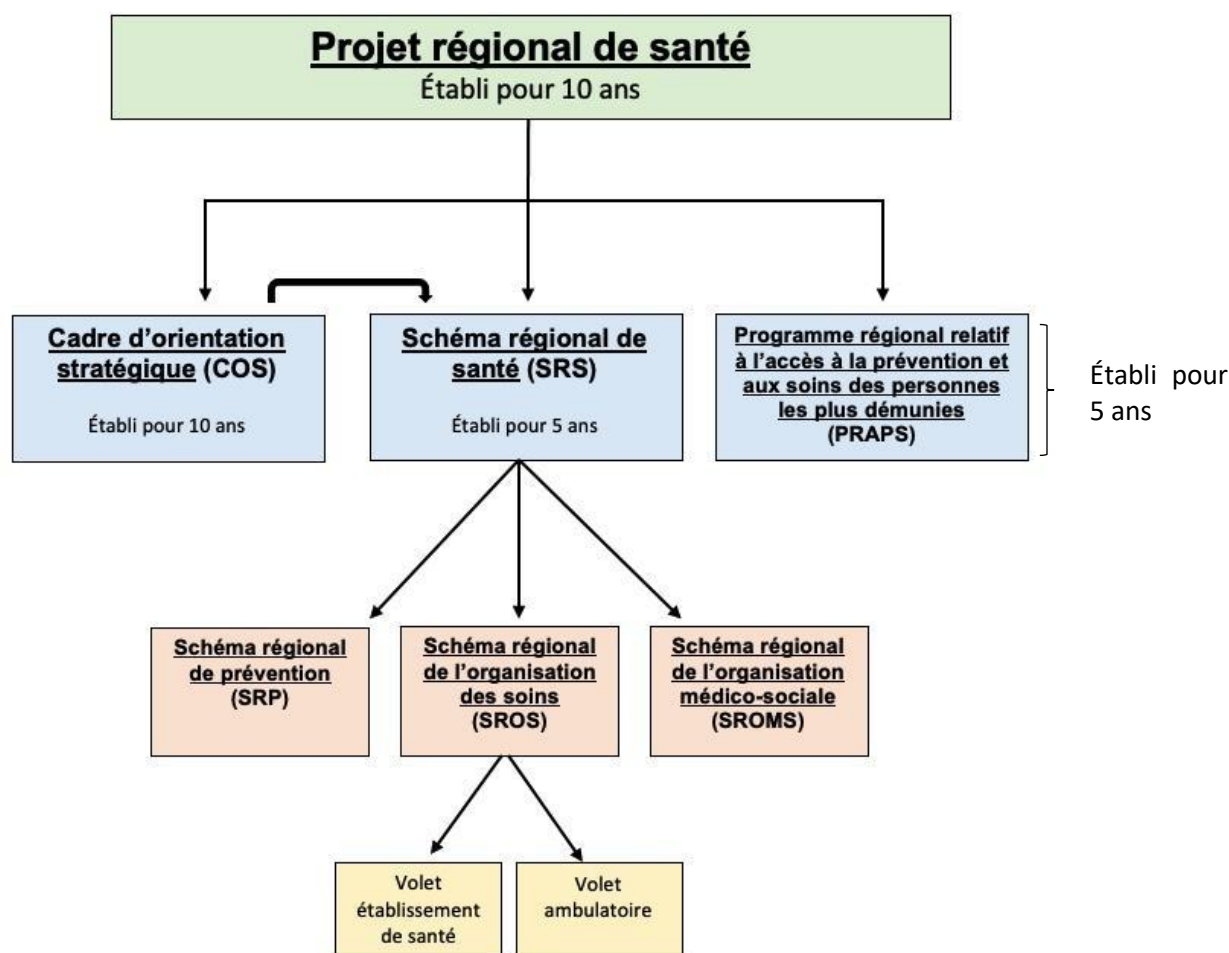 Projet régional de santé
Établi pour 10 ans
Cadre d'orientation
stratégique (COS)
Établi pour 10 ans
Schéma régional de
santé (SRS)
Établi pour 5 ans
Programme régional relatif
à l'accès à la prévention et
aux soins des personnes
les plus démunies
(PRAPS)
Établi pour
5 ans
Schéma régional
de prévention
(SRP)
Schéma régional
de l'organisation
des soins
(SROS)
Schéma régional
de l'organisation
médico-sociale
(SROMS)
Volet
établissement
de santé
Volet
ambulatoire